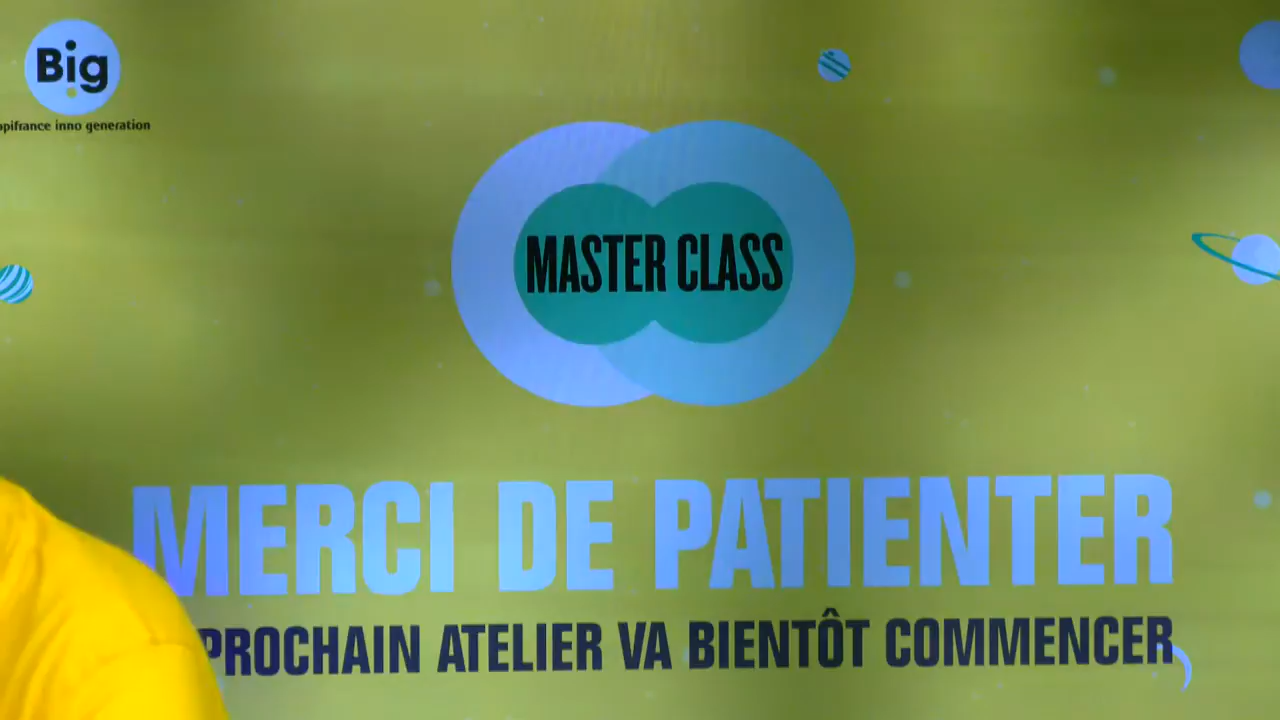 Big
pifrance inno generation
MASTER CLASS
MERCI DE PATIENTER
PROCHAIN ATELIER VA BIENTÔT COMMENCER